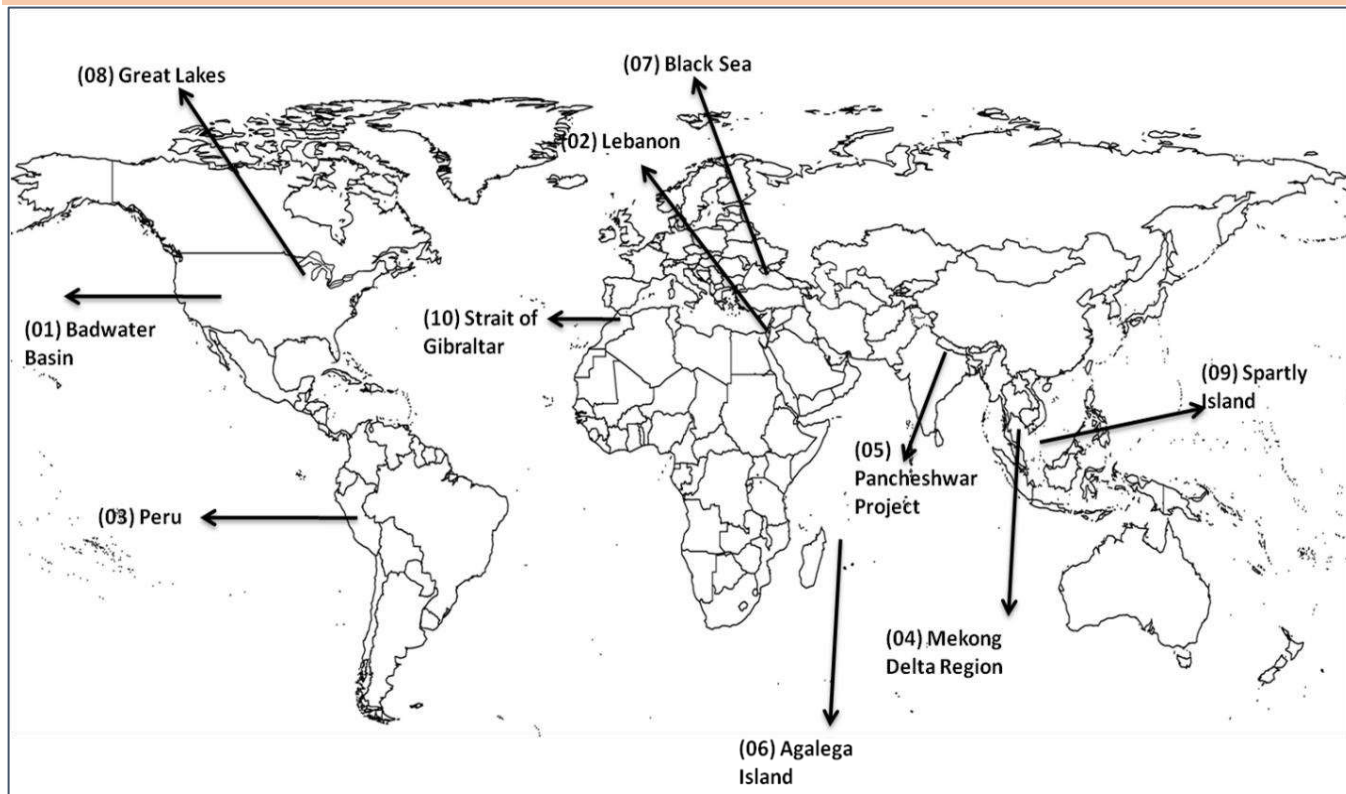 (08) Great Lakes
(07) Black Sea
(02) Lebanon
(10) Strait of
Gibraltar
(01) Badwater
Basin
(09) Spartly
Island
(05)
Pancheshwar
Project
(03) Peru
(04) Mekong
Delta Region
(06) Agalega
Island